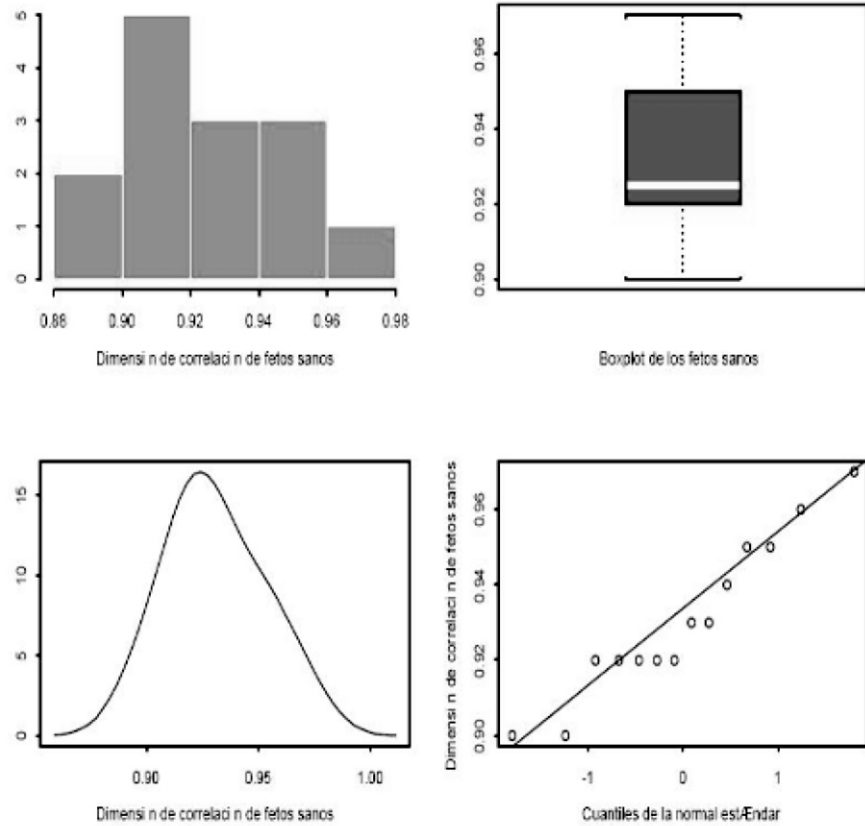 5
4
3
2
1
0
0.88 0.90 0.92 0.94 0.96 0.98
Dimensi n de correlaci n de fetos sanos
0.96
0.94
0.92
0.90
Boxplot de los fetos sanos
15
10
5
0
0.90 0.95 1.00
Dimensi n de correlaci n de fetos sanos
Dimensi n de correlaci n de fetos sanos
0.96
0.94
0.92
0.90
-1 0 1
Cuantiles de la normal estÆndar